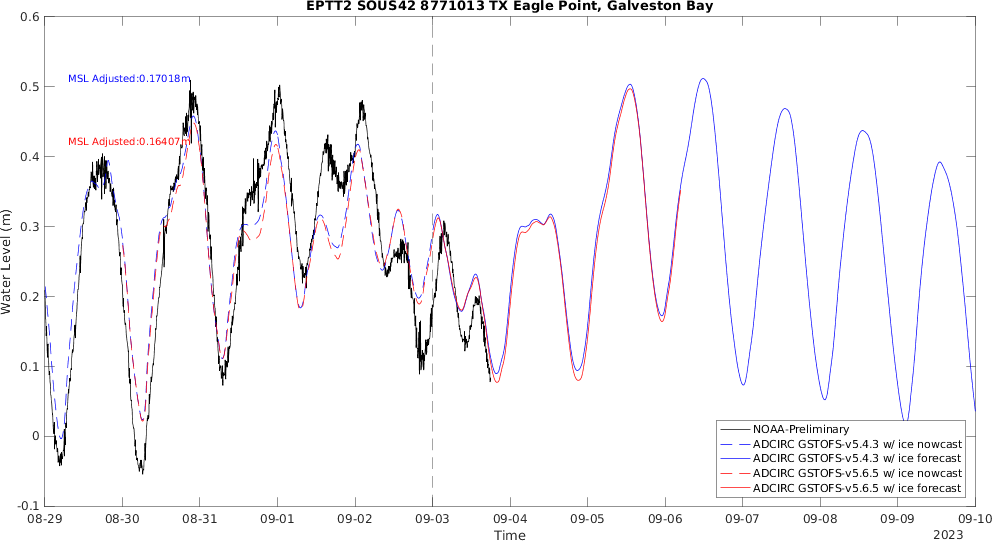 EPTT2 SOUS42 8771013 TX Eagle Point, Galveston Bay
0.6
0.5
0.4
0.3
0.2
0.1
0
-0.1
Water Level (m)
MSL Adjusted:0.17018m
MSL Adjusted:0.16407m
NOAA-Preliminary
ADCIRC GSTOFS-v5.4.3 w/ ice nowcast
ADCIRC GSTOFS-v5.4.3 w/ ice forecast
ADCIRC GSTOFS-v5.6.5 w/ ice nowcast
ADCIRC GSTOFS-v5.6.5 w/ ice forecast
08-29 08-30 08-31 09-01 09-02 09-03 09-04 09-05 09-06 09-07 09-08 09-09 09-10
Time
2023